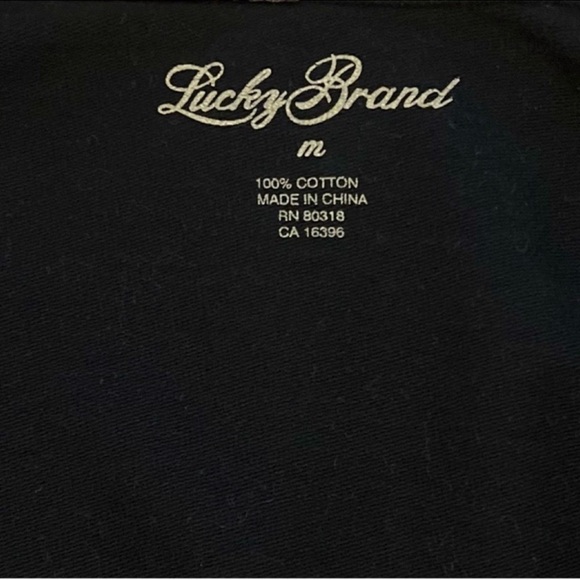 Lucky Brand
m
100% COTTON
MADE IN CHINA
RN 80318
CA 16396